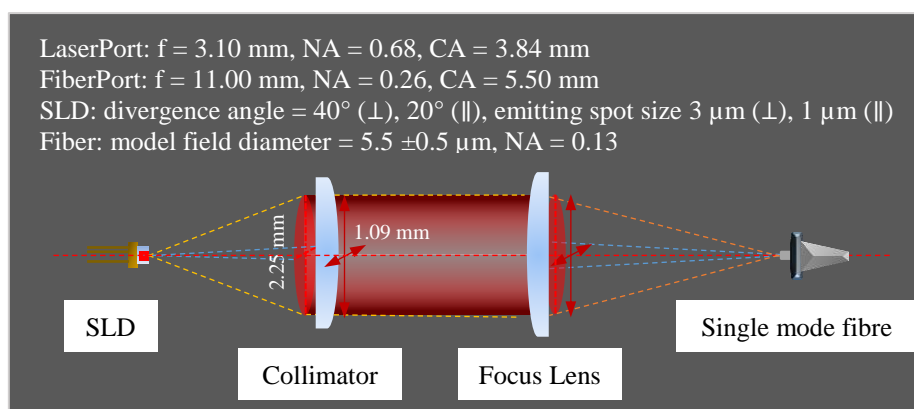 LaserPort: f = 3.10 mm, NA = 0.68, CA = 3.84 mm
FiberPort: f = 11.00 mm, NA = 0.26, CA = 5.50 mm
SLD: divergence angle = 40° (⊥), 20° (∥), emitting spot size 3 µm (⊥), 1 µm (∥)
Fiber: model field diameter = 5.5 ±0.5 µm, NA = 0.13
2.25 mm
1.09 mm
SLD
Single mode fibre
Collimator
Focus Lens